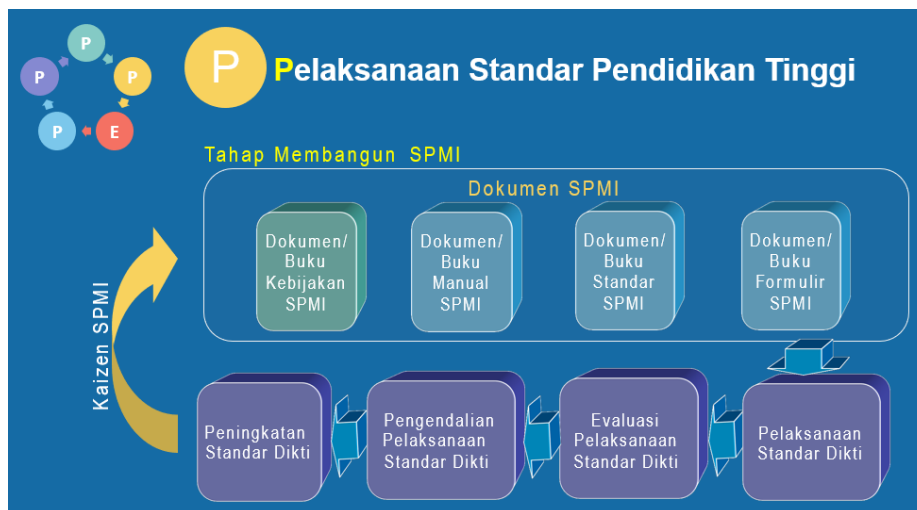 P
P
P
P
E
P
Pelaksanaan Standar Pendidikan Tinggi
Tahap Membangun SPMI
Dokumen SPMI
Dokumen/
Buku
Kebijakan
SPMI
Dokumen/
Buku
Manual
SPMI
Dokumen/
Buku
Standar
SPMI
Dokumen/
Buku
Formulir
SPMI
Kaizen SPMI
Peningkatan
Standar Dikti
Pengendalian
Pelaksanaan
Standar Dikti
Evaluasi
Pelaksanaan
Standar Dikti
Pelaksanaan
Standar Dikti